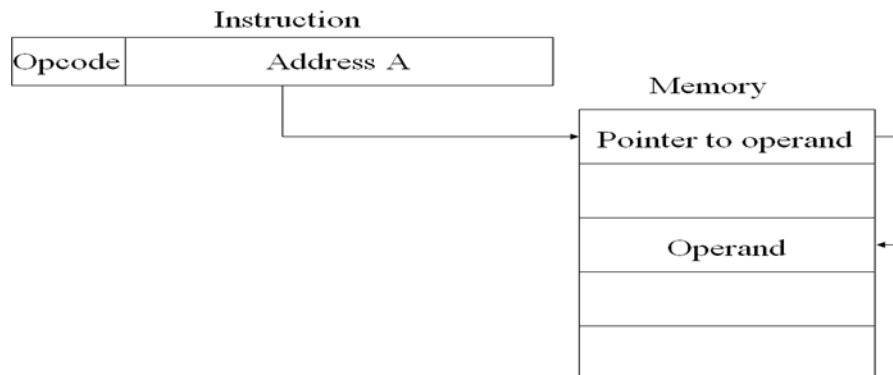 Instruction
Opcode Address A
Memory
Pointer to operand
Operand